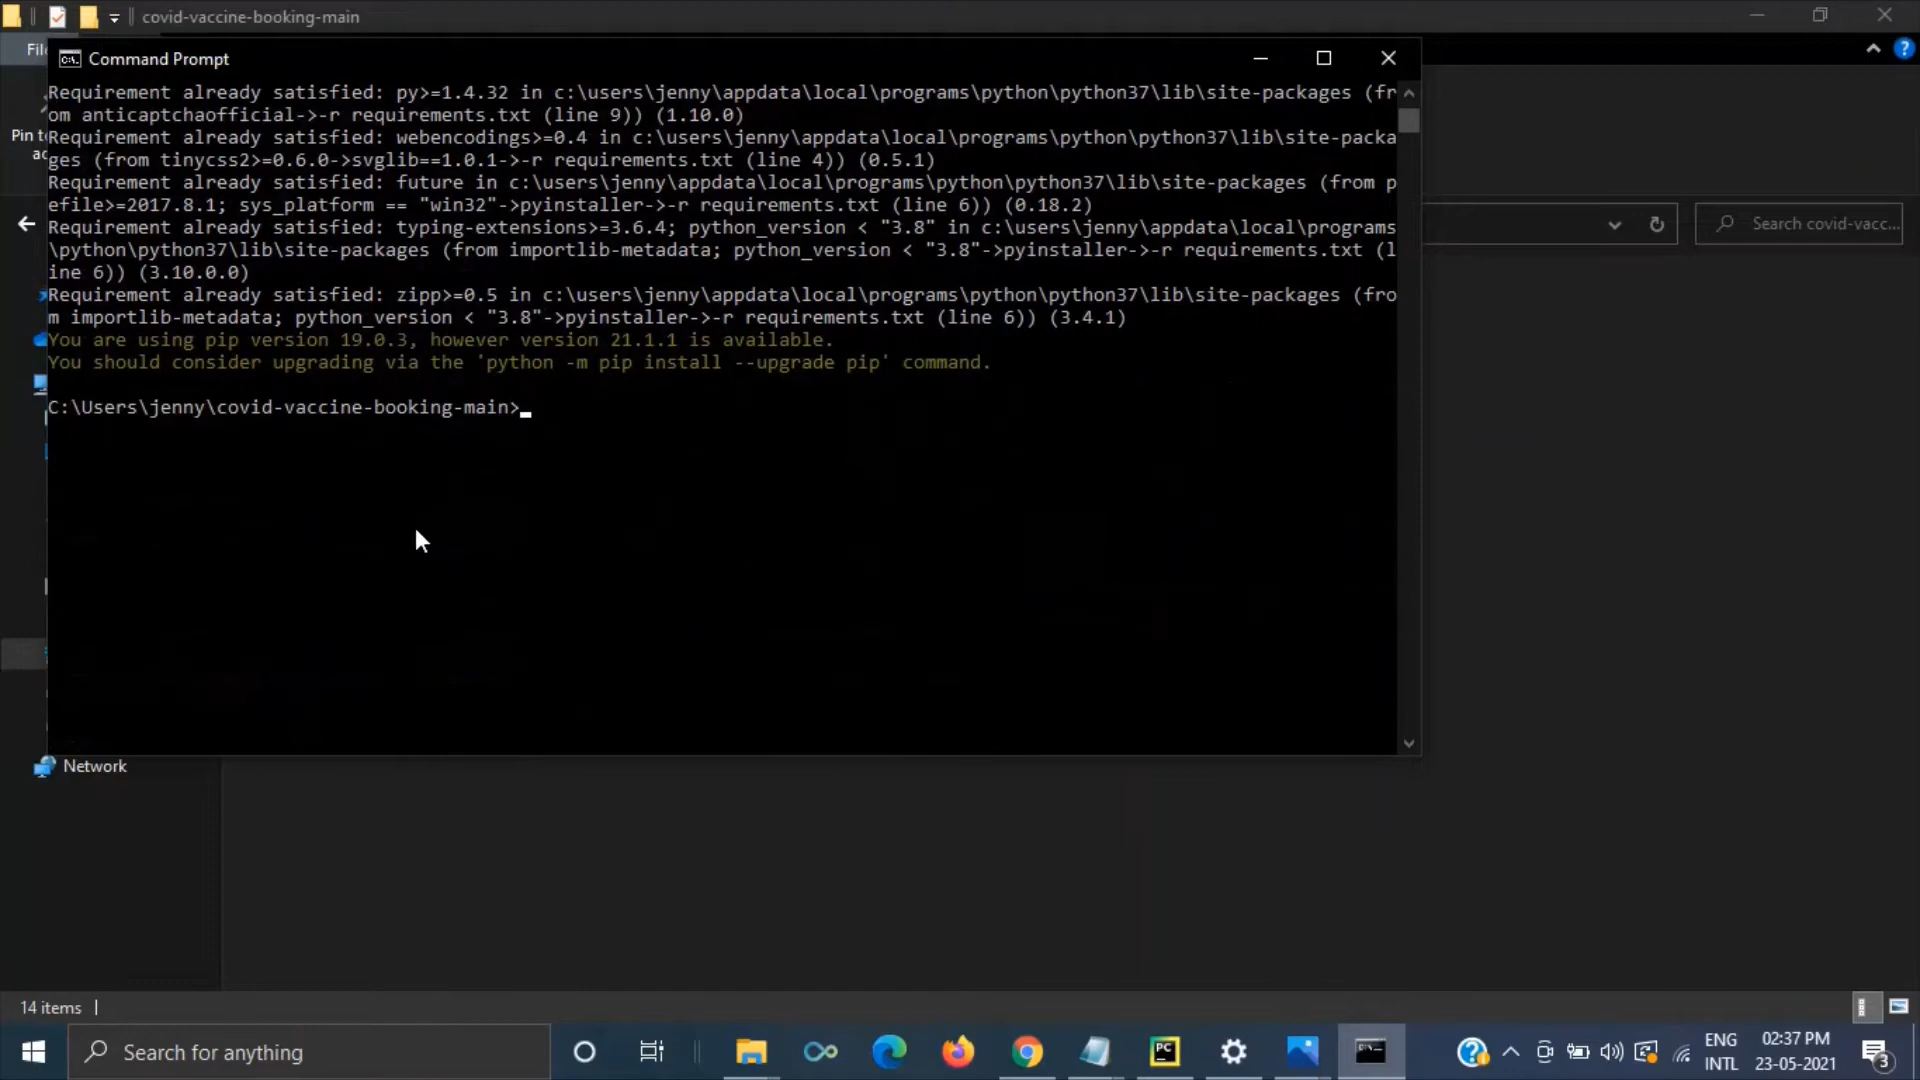 covid-vaccine-booking-main
Command Prompt
Requirement already satisfied: py>=1.4.32 in c:\users\jenny\appdata\local\programs\python\python37\lib\site-packages (fr
om anticaptchaofficial->-r requirements.txt (line 9)) (1.10.0)
Requirement already satisfied: webencodings>=0.4 in c:\users\jenny\appdata\local\programs\python\python37\lib\site-packa
ges (from tinycss2>=0.6.0->svglib==1.0.1->-r requirements.txt (line 4)) (0.5.1)
Requirement already satisfied: future in c:\users\jenny\appdata\local\programs\python\python37\lib\site-packages (from p
efile>=2017.8.1; sys_platform == "win32"->pyinstaller->-r requirements.txt (line 6)) (0.18.2)
Requirement already satisfied: typing-extensions>=3.6.4; python_version < "3.8" in c:\users\jenny\appdata\local\programs
\python\python37\lib\site-packages (from importlib-metadata; python_version < "3.8"->pyinstaller->-r requirements.txt (l
ine 6)) (3.10.0.0)
Requirement already satisfied: zipp>=0.5 in c:\users\jenny\appdata\local\programs\python\python37\lib\site-packages (fro
m importlib-metadata; python_version < "3.8"->pyinstaller->-r requirements.txt (line 6)) (3.4.1)
You are using pip version 19.0.3, however version 21.1.1 is available.
You should consider upgrading via the 'python -m pip install --upgrade pip' command.
C:\Users\jenny\covid-vaccine-booking-main>
Pin
Search covid-vacc...
Network
14 items
Search for anything
PC
ENG
INTL
02:37 PM
23-05-2021
3